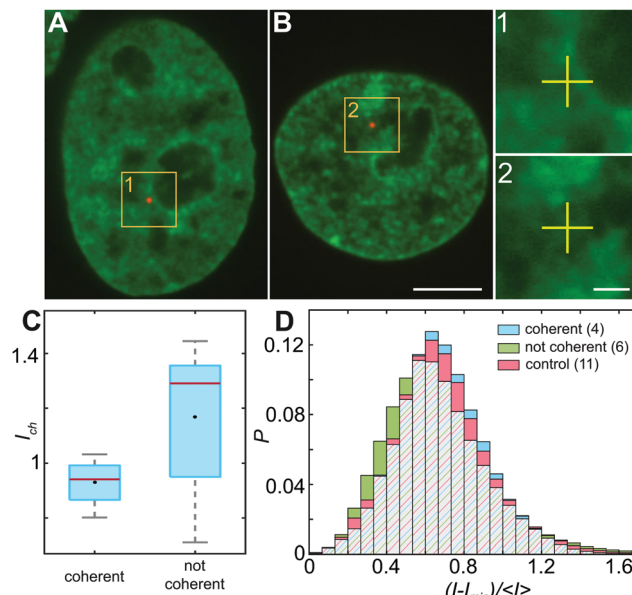 A
B
1
2
1
2
C
D
1.4
1
I_ch
coherent
not
coherent
0.12
0.08
0.04
0
P
coherent (4)
not coherent (6)
control (11)
0 0.4 0.8 1.2 1.6